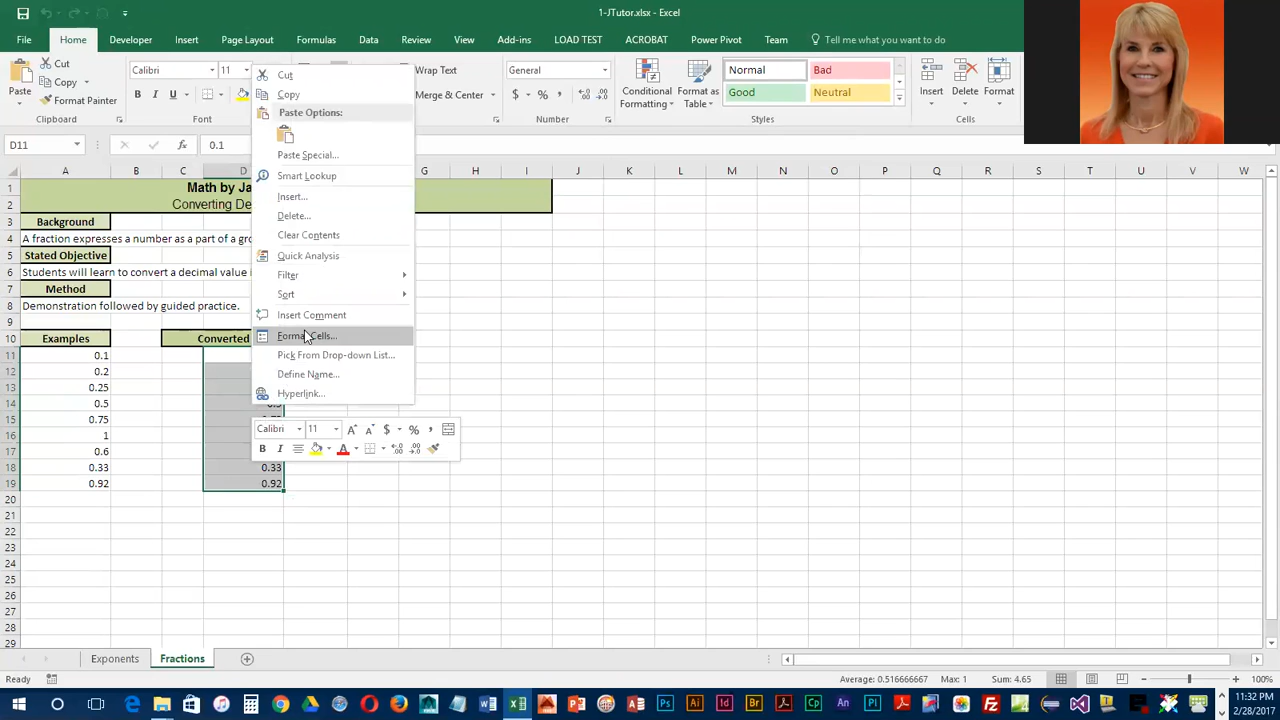 1-JTutor.xlsx - Excel
File Home Developer Insert Page Layout Formulas Data Review View Add-ins LOAD TEST ACROBAT Power Pivot Team Tell me what you want to do
Cut
Copy
Format Painter
Paste
Clipboard
Calibri 11
B I U
Font
Wrap Text
Merge & Center
General
$ % ,
Number
Conditional Formatting
Format as Table
Normal Bad
Good Neutral
Styles
Insert Delete Format
Cells
D11 fx 0.1
A B C D G H I J K L M N O P Q R S T U V W
1 Math by Ja
2 Converting De
3 Background
4 A fraction expresses a number as a part of a gro
5 Stated Objective
6 Students will learn to convert a decimal value i
7 Method
8 Demonstration followed by guided practice.
9
10 Examples Converted
11 0.1
12 0.2
13 0.25
14 0.5
15 0.75
16 1
17 0.6
18 0.33 0.33
19 0.92 0.92
20
21
22
23
24
25
26
27
28
29
Cut
Copy
Paste Options:
Paste Special...
Smart Lookup
Insert...
Delete...
Clear Contents
Quick Analysis
Filter
Sort
Insert Comment
Format Cells...
Pick From Drop-down List...
Define Name...
Hyperlink...
Calibri 11 A A $ % ,
B I A
Exponents Fractions
Ready Average: 0.516666667 Max: 1 Sum: 4.65 100%
11:32 PM
2/28/2017